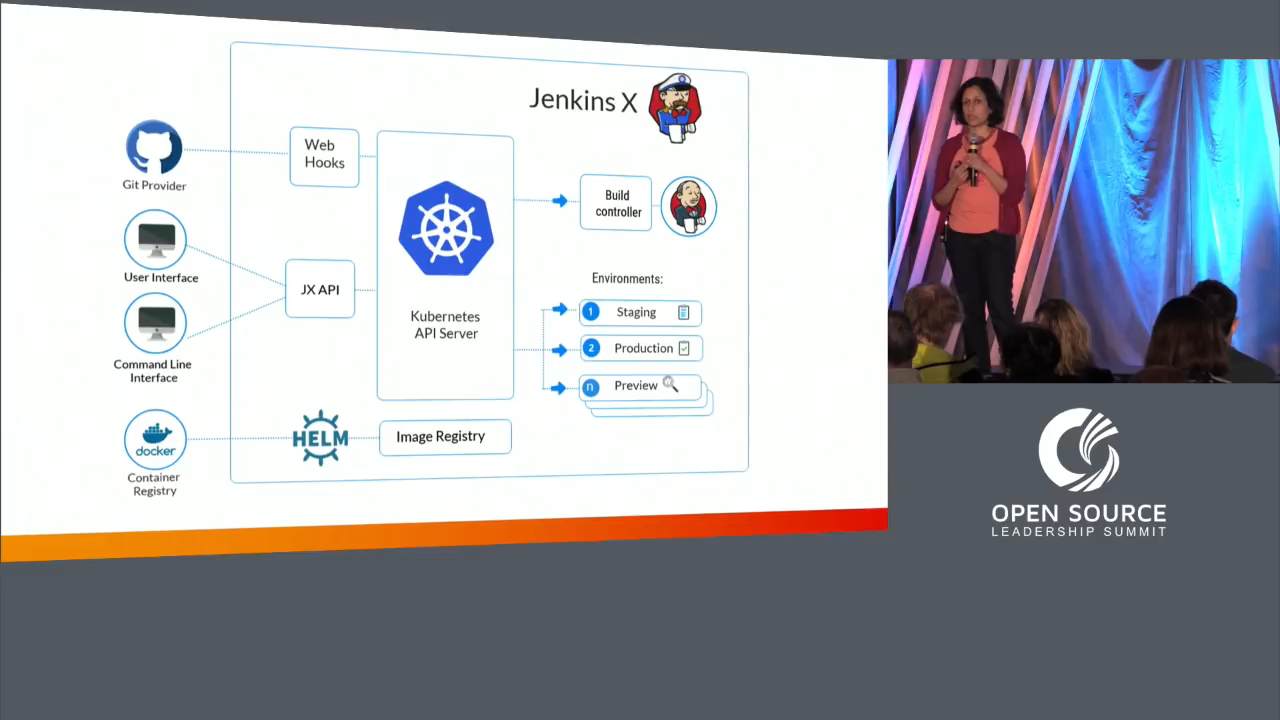 Jenkins X
Web
Hooks
Git Provider
Build
controller
User Interface
JX API
Environments:
Kubernetes
API Server
1 Staging
2 Production
n Preview
Command Line
Interface
docker
HELM
Image Registry
Container
Registry
OPEN SOURCE
LEADERSHIP SUMMIT